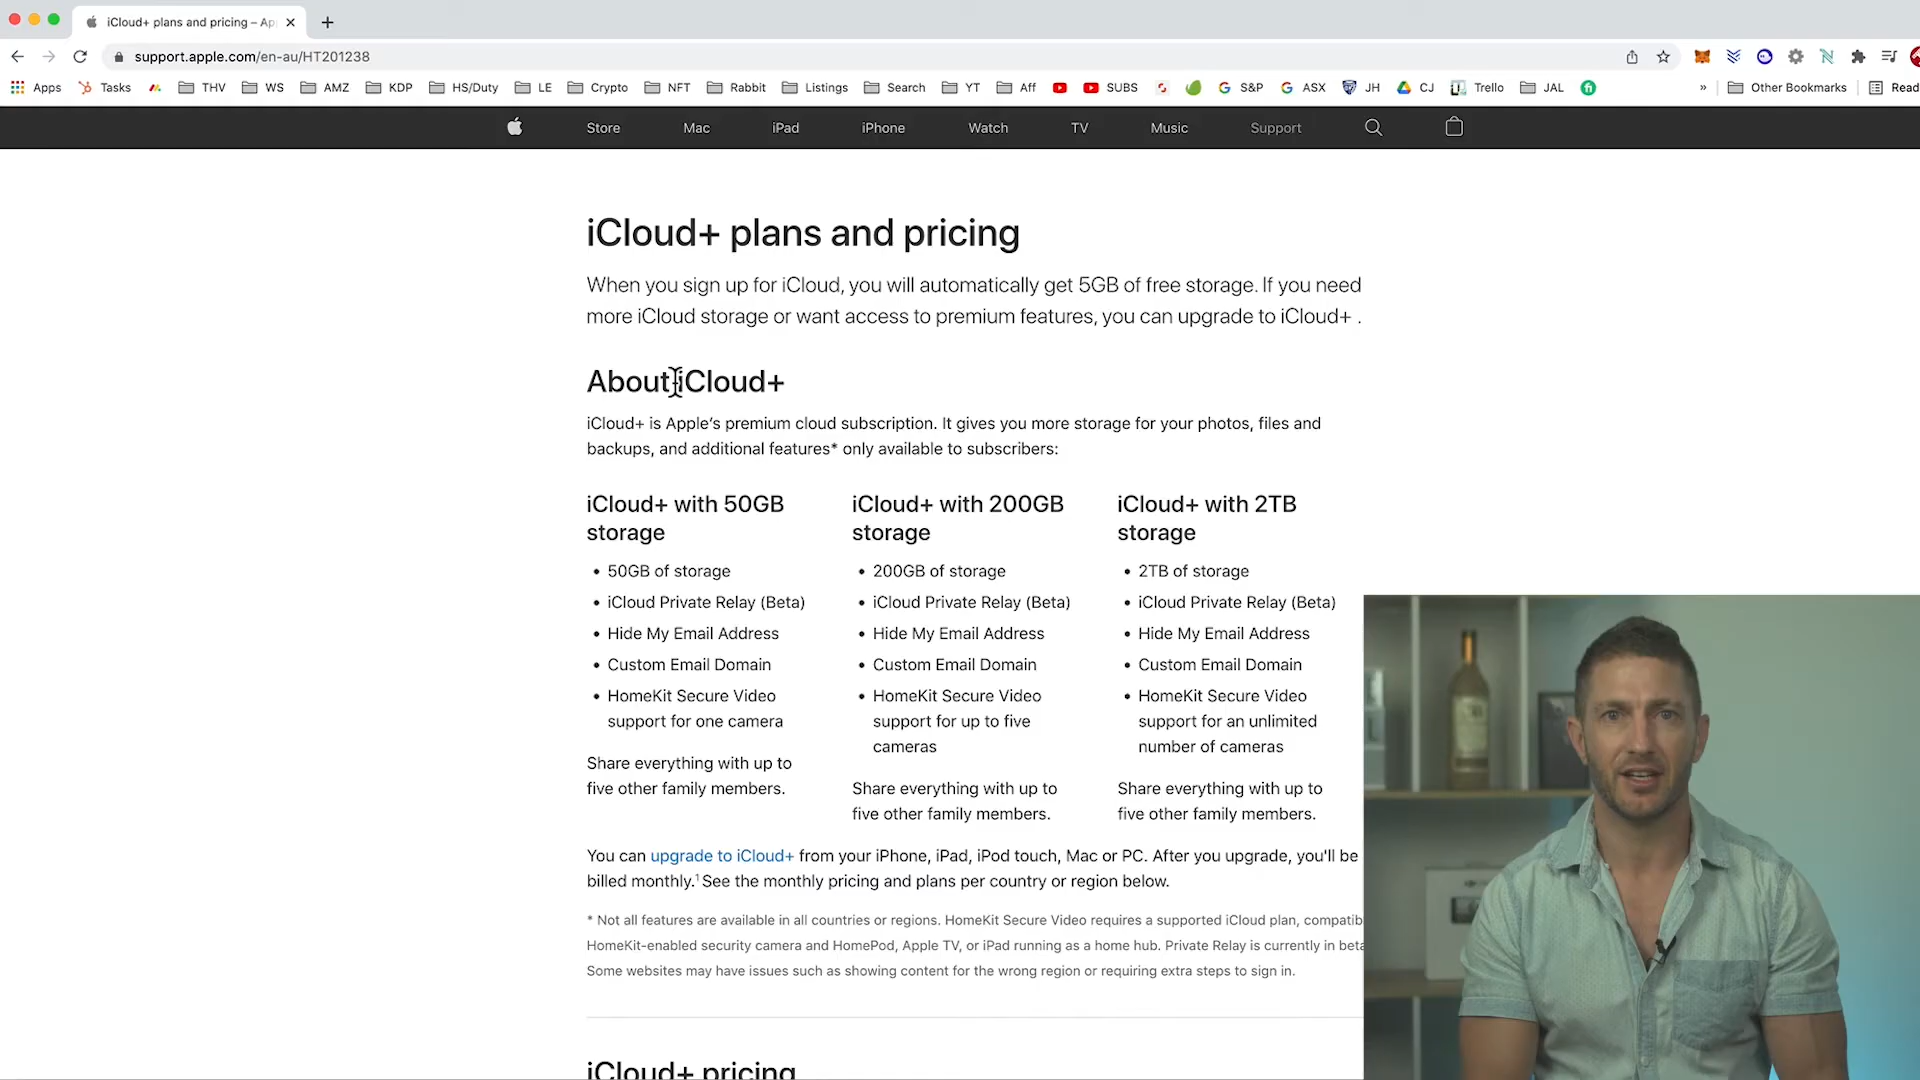 iCloud+ plans and pricing – Ap
support.apple.com/en-au/HT201238
Apps Tasks THV WS AMZ KDP HS/Duty LE Crypto NFT Rabbit Listings Search YT Aff SUBS S&P ASX JH CJ Trello JAL » Other Bookmarks Read
Store Mac iPad iPhone Watch TV Music Support
iCloud+ plans and pricing
When you sign up for iCloud, you will automatically get 5GB of free storage. If you need
more iCloud storage or want access to premium features, you can upgrade to iCloud+ .
About iCloud+
iCloud+ is Apple’s premium cloud subscription. It gives you more storage for your photos, files and
backups, and additional features* only available to subscribers:
iCloud+ with 50GB
storage
• 50GB of storage
• iCloud Private Relay (Beta)
• Hide My Email Address
• Custom Email Domain
• HomeKit Secure Video
support for one camera
Share everything with up to
five other family members.
iCloud+ with 200GB
storage
• 200GB of storage
• iCloud Private Relay (Beta)
• Hide My Email Address
• Custom Email Domain
• HomeKit Secure Video
support for up to five
cameras
Share everything with up to
five other family members.
iCloud+ with 2TB
storage
• 2TB of storage
• iCloud Private Relay (Beta)
• Hide My Email Address
• Custom Email Domain
• HomeKit Secure Video
support for an unlimited
number of cameras
Share everything with up to
five other family members.
You can upgrade to iCloud+ from your iPhone, iPad, iPod touch, Mac or PC. After you upgrade, you'll be
billed monthly.¹ See the monthly pricing and plans per country or region below.
* Not all features are available in all countries or regions. HomeKit Secure Video requires a supported iCloud plan, compatib
HomeKit-enabled security camera and HomePod, Apple TV, or iPad running as a home hub. Private Relay is currently in beta
Some websites may have issues such as showing content for the wrong region or requiring extra steps to sign in.
iCloud+ pricing